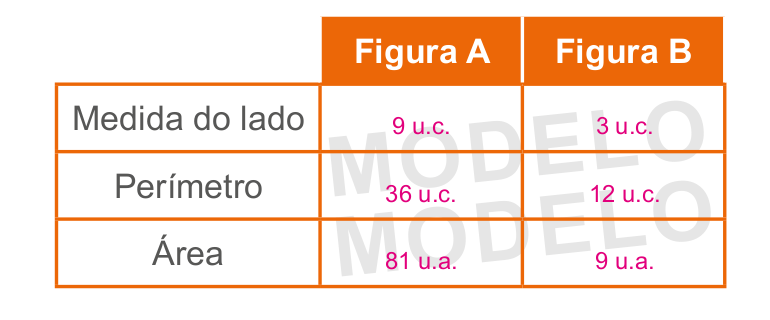 Figura A Figura B
Medida do lado 9 u.c. 3 u.c.
Perímetro 36 u.c. 12 u.c.
Área 81 u.a. 9 u.a.
MODELO
MODELO